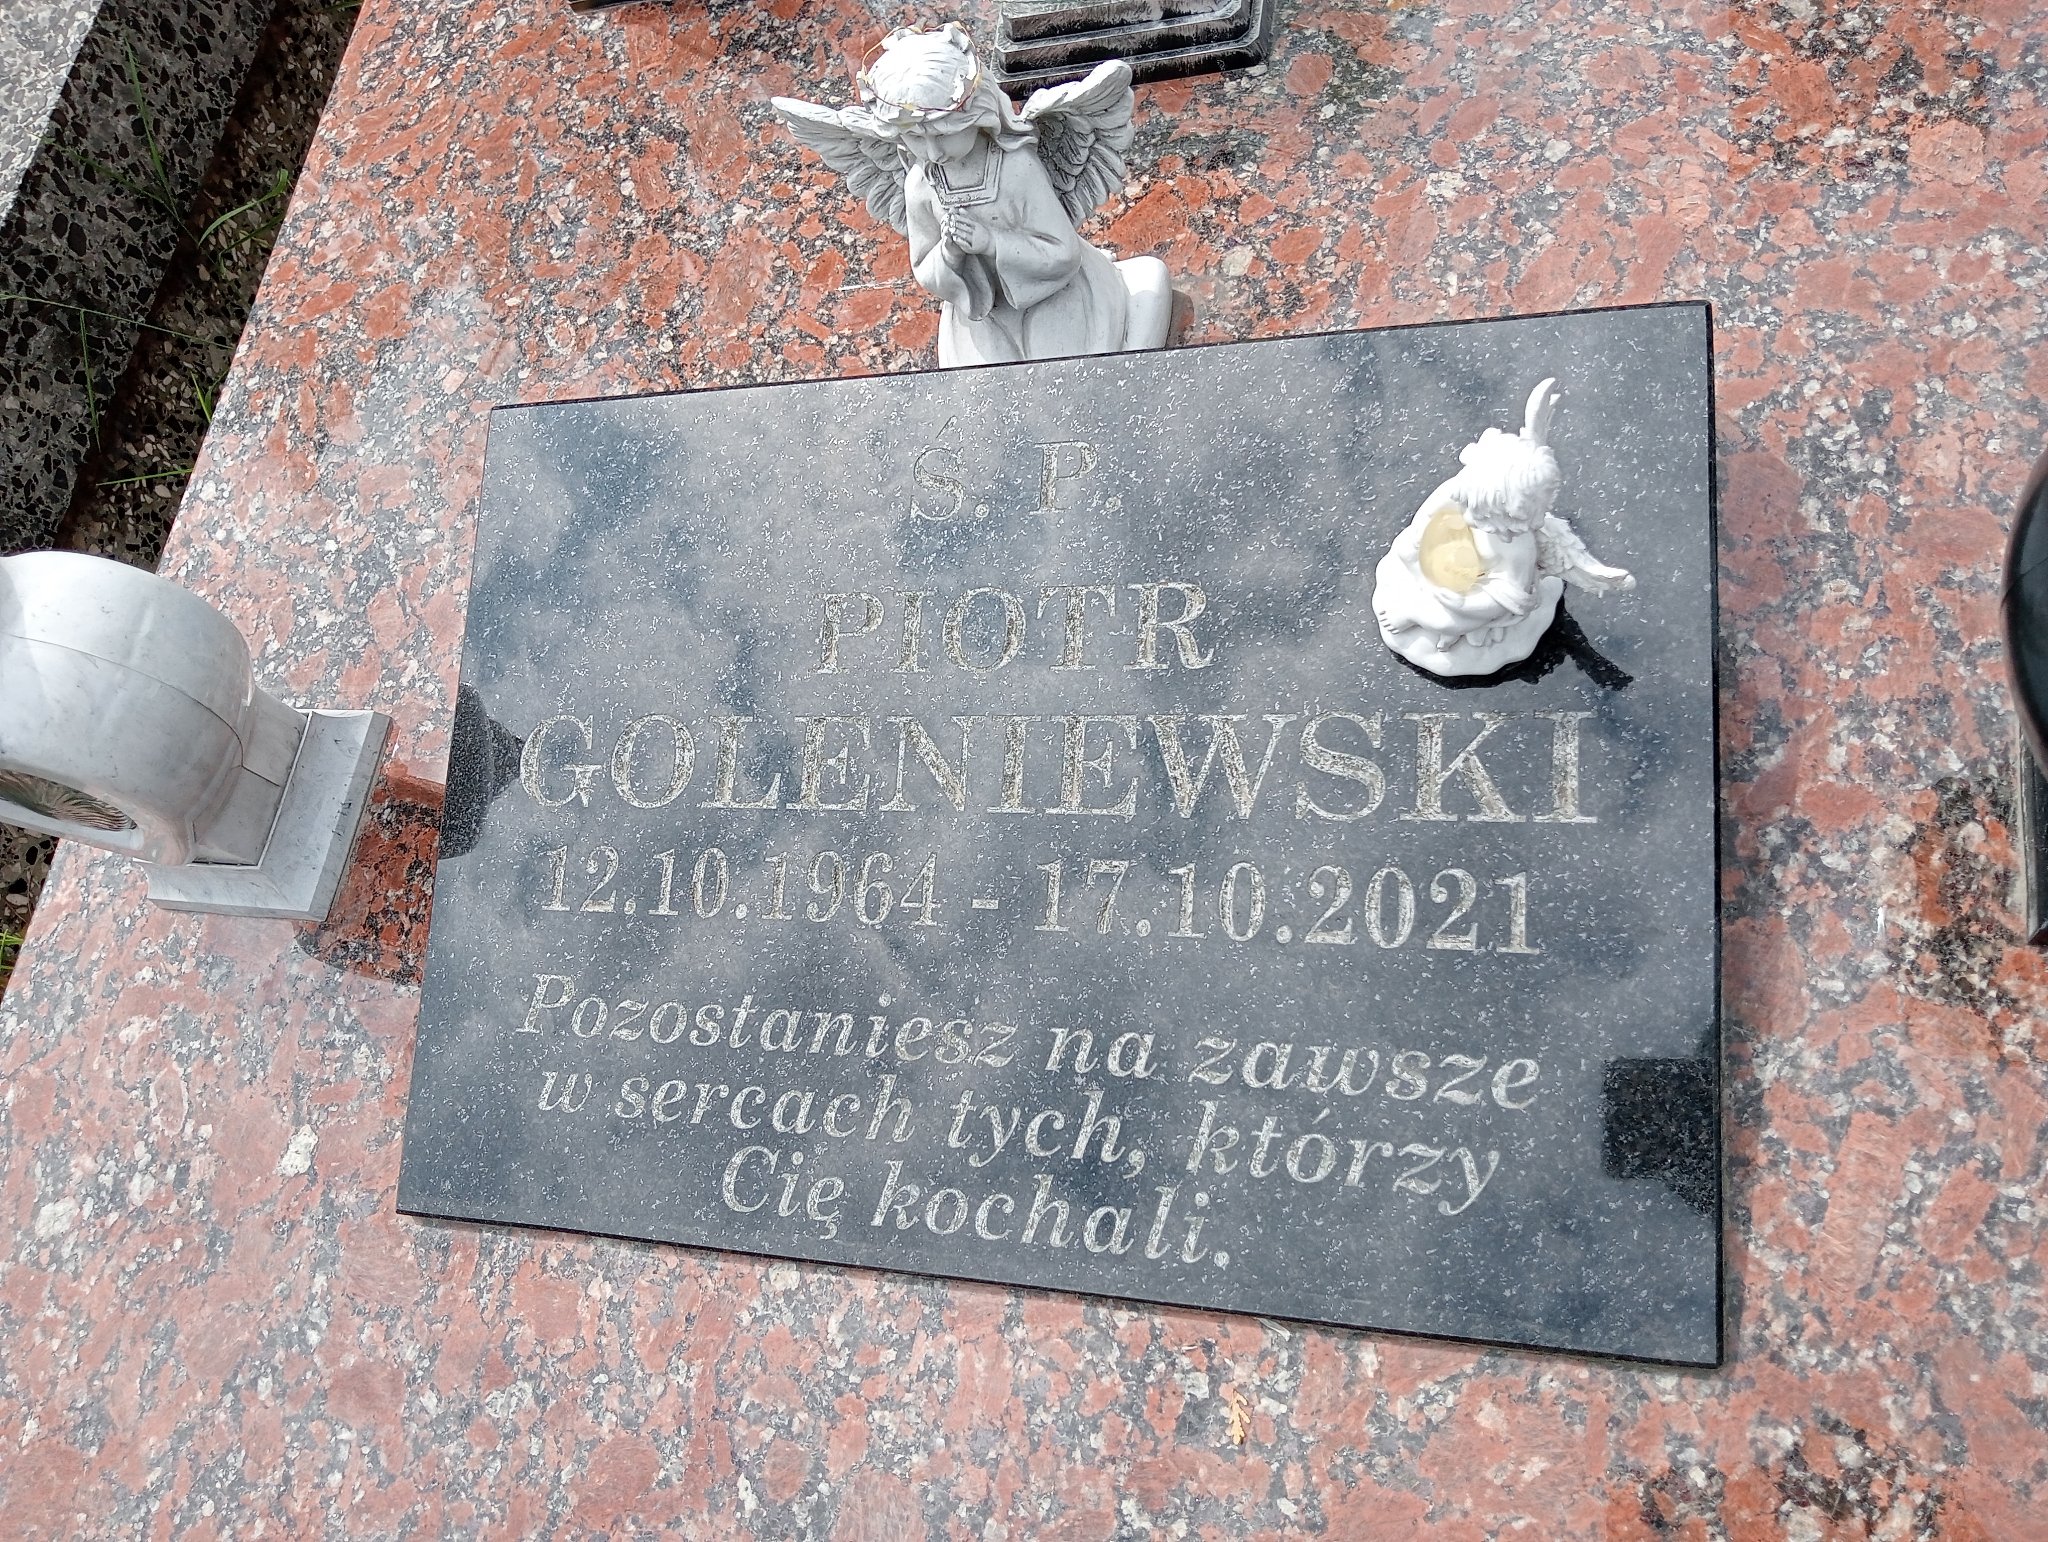 Ś. P.
PIOTR
GOLENIEWSKI
12.10.1964 - 17.10.2021
Pozostaniesz na zawsze
w sercach tych, którzy
Cię kochali.